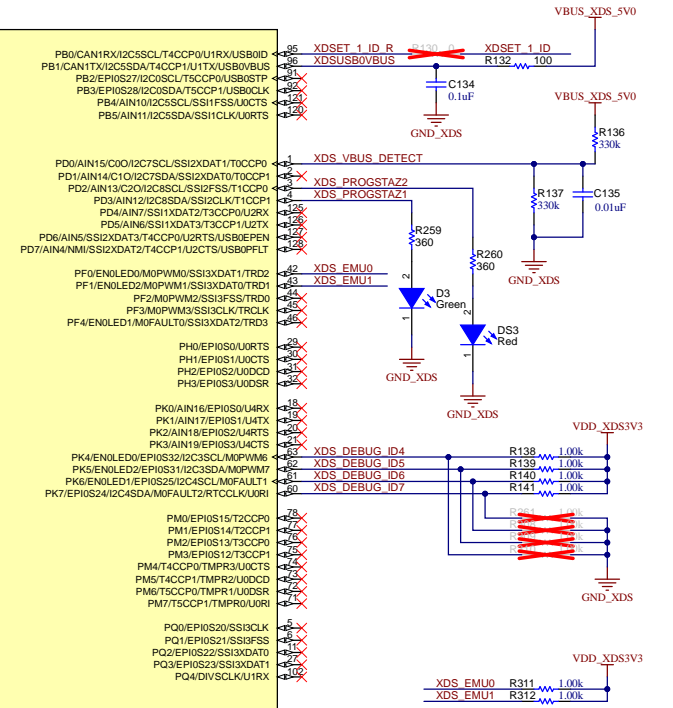 VBUS_XDS_5V0
PB0/CAN1RX/I2C5SCL/T4CCP0/U1RX/USB0ID 95 XDSET_1_ID_R R130 0 XDSET_1_ID
PB1/CAN1TX/I2C5SDA/T4CCP1/U1TX/USB0VBUS 96 XDSUSB0VBUS R132 100
PB2/EPI0S27/I2C0SCL/T5CCP0/USB0STP 91
PB3/EPI0S28/I2C0SDA/T5CCP1/USB0CLK 92
C134
PB4/AIN10/I2C5SCL/SSI1FSS/U0CTS 121
0.1uF
VBUS_XDS_5V0
PB5/AIN11/I2C5SDA/SSI1CLK/U0RTS 120
GND_XDS
R136
330k
PD0/AIN15/C0O/I2C7SCL/SSI2XDAT1/T0CCP0 1 XDS_VBUS_DETECT
PD1/AIN14/C1O/I2C7SDA/SSI2XDAT0/T0CCP1 2
PD2/AIN13/C2O/I2C8SCL/SSI2FSS/T1CCP0 3 XDS_PROGSTAZ2
PD3/AIN12/I2C8SDA/SSI2CLK/T1CCP1 4 XDS_PROGSTAZ1
R137 C135
330k 0.01uF
PD4/AIN7/SSI1XDAT2/T3CCP0/U2RX 125
PD5/AIN6/SSI1XDAT3/T3CCP1/U2TX 126
PD6/AIN5/SSI2XDAT3/T4CCP0/U2RTS/USB0EPEN 127
PD7/AIN4/NMI/SSI2XDAT2/T4CCP1/U2CTS/USB0PFLT 128
R259
360
R260
360
GND_XDS
PF0/EN0LED0/M0PWM0/SSI3XDAT1/TRD2 42 XDS_EMU0
PF1/EN0LED2/M0PWM1/SSI3XDAT0/TRD1 43 XDS_EMU1
2
PF2/M0PWM2/SSI3FSS/TRD0 44
D3
Green
PF3/M0PWM3/SSI3CLK/TRCLK 45
1
2
PF4/EN0LED1/M0FAULT0/SSI3XDAT2/TRD3 46
DS3
Red
1
PH0/EPI0S0/U0RTS 29
PH1/EPI0S1/U0CTS 30
PH2/EPI0S2/U0DCD 31
GND_XDS
PH3/EPI0S3/U0DSR 32
PK0/AIN16/EPI0S0/U4RX 18
GND_XDS
PK1/AIN17/EPI0S1/U4TX 19
VDD_XDS3V3
PK2/AIN18/EPI0S2/U4RTS 20
PK3/AIN19/EPI0S3/U4CTS 21
PK4/EN0LED0/EPI0S32/I2C3SCL/M0PWM6 63 XDS_DEBUG_ID4 R138 1.00k
PK5/EN0LED2/EPI0S31/I2C3SDA/M0PWM7 62 XDS_DEBUG_ID5 R139 1.00k
PK6/EN0LED1/EPI0S25/I2C4SCL/M0FAULT1 61 XDS_DEBUG_ID6 R140 1.00k
PK7/EPI0S24/I2C4SDA/M0FAULT2/RTCCLK/U0RI 60 XDS_DEBUG_ID7 R141 1.00k
PM0/EPI0S15/T2CCP0 78
PM1/EPI0S14/T2CCP1 77
PM2/EPI0S13/T3CCP0 76
PM3/EPI0S12/T3CCP1 75
PM4/T4CCP0/TMPR3/U0CTS 74
PM5/T4CCP1/TMPR2/U0DCD 73
PM6/T5CCP0/TMPR1/U0DSR 72
PM7/T5CCP1/TMPR0/U0RI 71
GND_XDS
PQ0/EPI0S20/SSI3CLK 5
PQ1/EPI0S21/SSI3FSS 6
PQ2/EPI0S22/SSI3XDAT0 11
PQ3/EPI0S23/SSI3XDAT1 27
PQ4/DIVSCLK/U1RX 102
VDD_XDS3V3
XDS_EMU0 R311 1.00k
XDS_EMU1 R312 1.00k